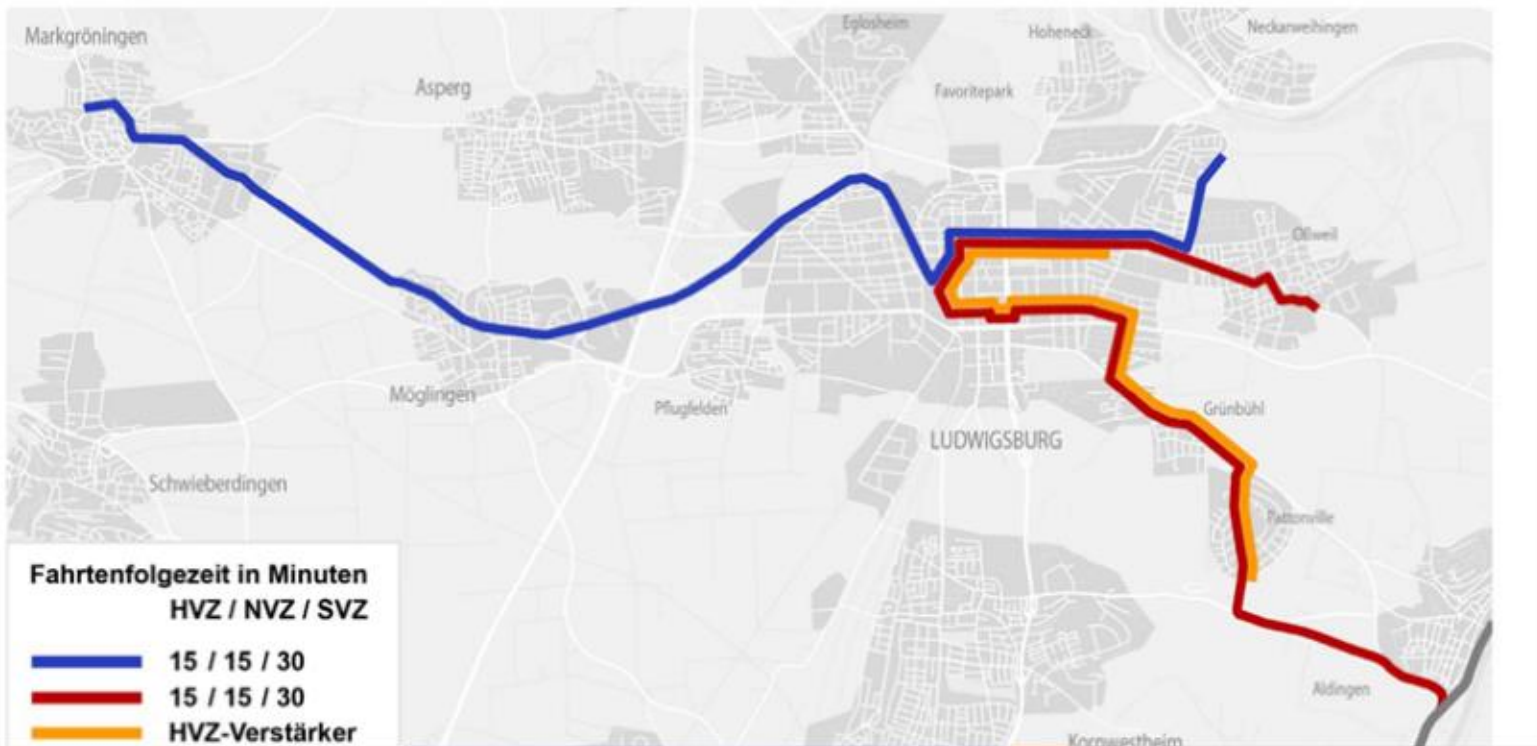 Markgröningen
Asperg
Eglosheim
Hoheneck
Neckarweihingen
Favoritepark
Oßweil
Möglingen
Pflugfelden
Grünbühl
LUDWIGSBURG
Schwieberdingen
Pattonville
Aldingen
Kornwestheim
Fahrtenfolgezeit in Minuten
HVZ / NVZ / SVZ
15 / 15 / 30
15 / 15 / 30
HVZ-Verstärker